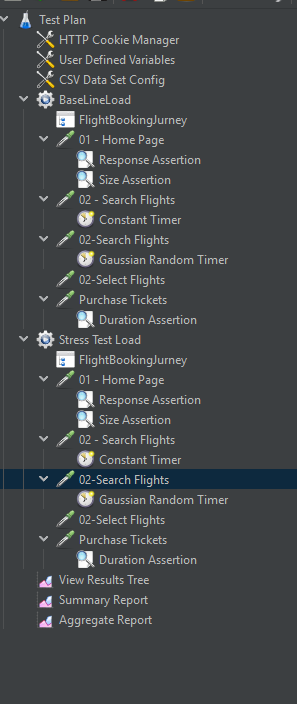 Test Plan
HTTP Cookie Manager
User Defined Variables
CSV Data Set Config
BaseLineLoad
FlightBookingJurney
01 - Home Page
Response Assertion
Size Assertion
02 - Search Flights
Constant Timer
02-Search Flights
Gaussian Random Timer
02-Select Flights
Purchase Tickets
Duration Assertion
Stress Test Load
FlightBookingJurney
01 - Home Page
Response Assertion
Size Assertion
02 - Search Flights
Constant Timer
02-Search Flights
Gaussian Random Timer
02-Select Flights
Purchase Tickets
Duration Assertion
View Results Tree
Summary Report
Aggregate Report